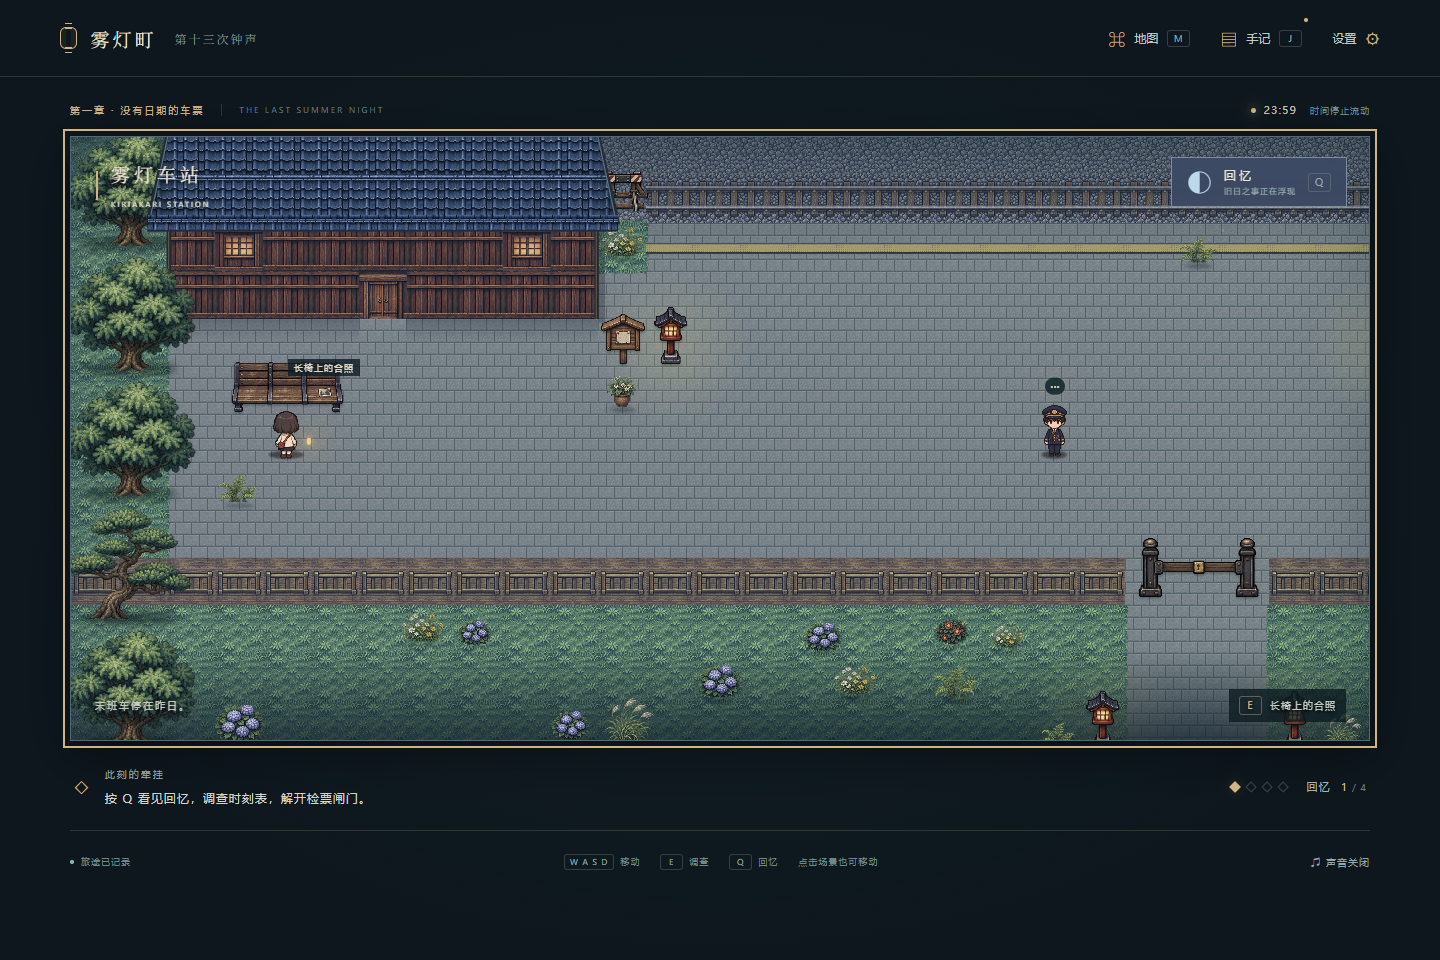 雾灯町
第十三次钟声
地图 M
手记 J
设置
第一章 · 没有日期的车票
THE LAST SUMMER NIGHT
23:59 时间停止流动
雾灯车站
KIRIAKARI STATION
回忆
旧日之事正在浮现
Q
长椅上的合照
...
末班车停在昨日。
E 长椅上的合照
此刻的牵挂
按 Q 看见回忆，调查时刻表，解开检票闸门。
回忆 1 / 4
旅途已记录
WASD 移动
E 调查
Q 回忆
点击场景也可移动
声音关闭